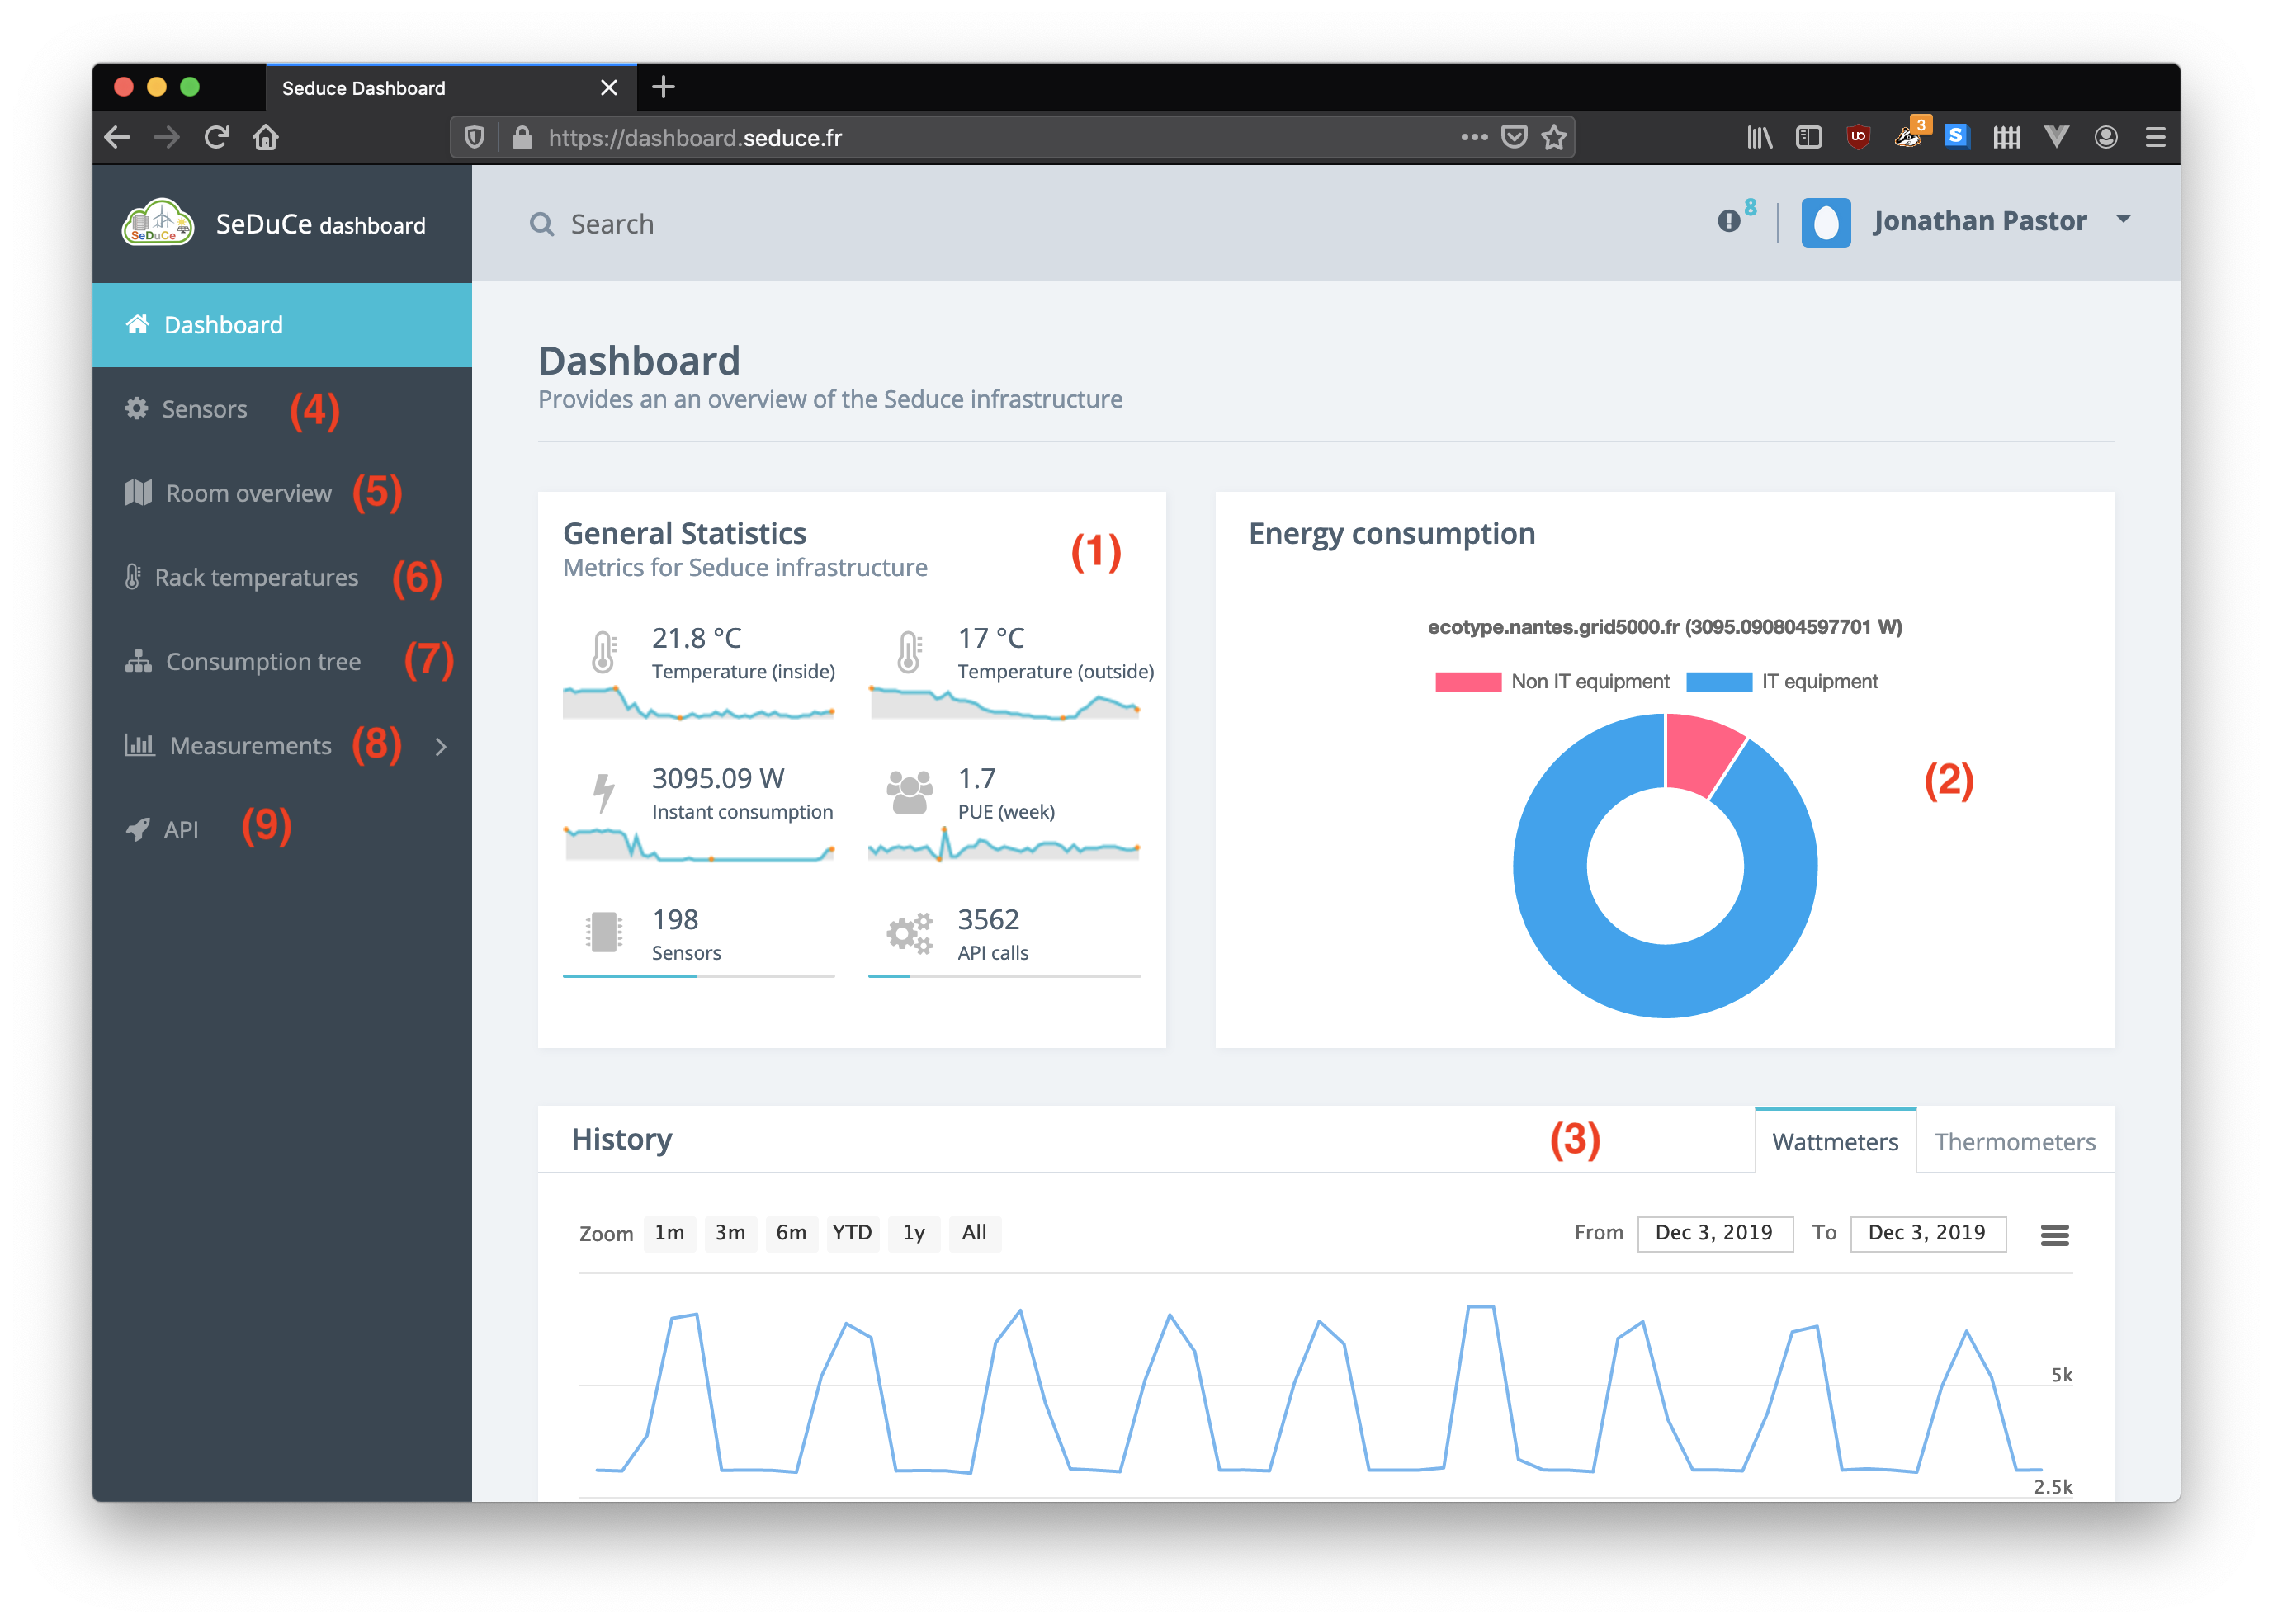 Seduce Dashboard
https://dashboard.seduce.fr
3
S
SeDuCe
SeDuCe dashboard
Search
8
Jonathan Pastor
Dashboard
Sensors (4)
Room overview (5)
Rack temperatures (6)
Consumption tree (7)
Measurements (8)
API (9)
Dashboard
Provides an an overview of the Seduce infrastructure
General Statistics
(1)
Metrics for Seduce infrastructure
21.8 °C
Temperature (inside)
17 °C
Temperature (outside)
3095.09 W
Instant consumption
1.7
PUE (week)
198
Sensors
3562
API calls
Energy consumption
ecotype.nantes.grid5000.fr (3095.090804597701 W)
Non IT equipment
IT equipment
(2)
History
(3)
Wattmeters
Thermometers
Zoom 1m 3m 6m YTD 1y All
From Dec 3, 2019 To Dec 3, 2019
5k
2.5k